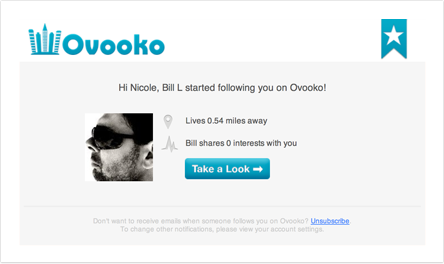 Ovooko
Hi Nicole, Bill L started following you on Ovooko!
Lives 0.54 miles away
Bill shares 0 interests with you
Take a Look
Don't want to receive emails when someone follows you on Ovooko? Unsubscribe.
To change other notifications, please view your account settings.